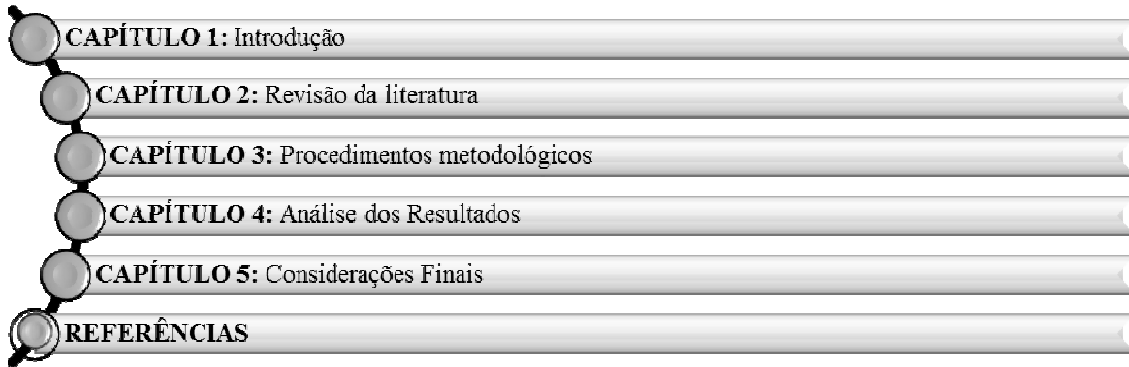 CAPÍTULO 1: Introdução
CAPÍTULO 2: Revisão da literatura
CAPÍTULO 3: Procedimentos metodológicos
CAPÍTULO 4: Análise dos Resultados
CAPÍTULO 5: Considerações Finais
REFERÊNCIAS